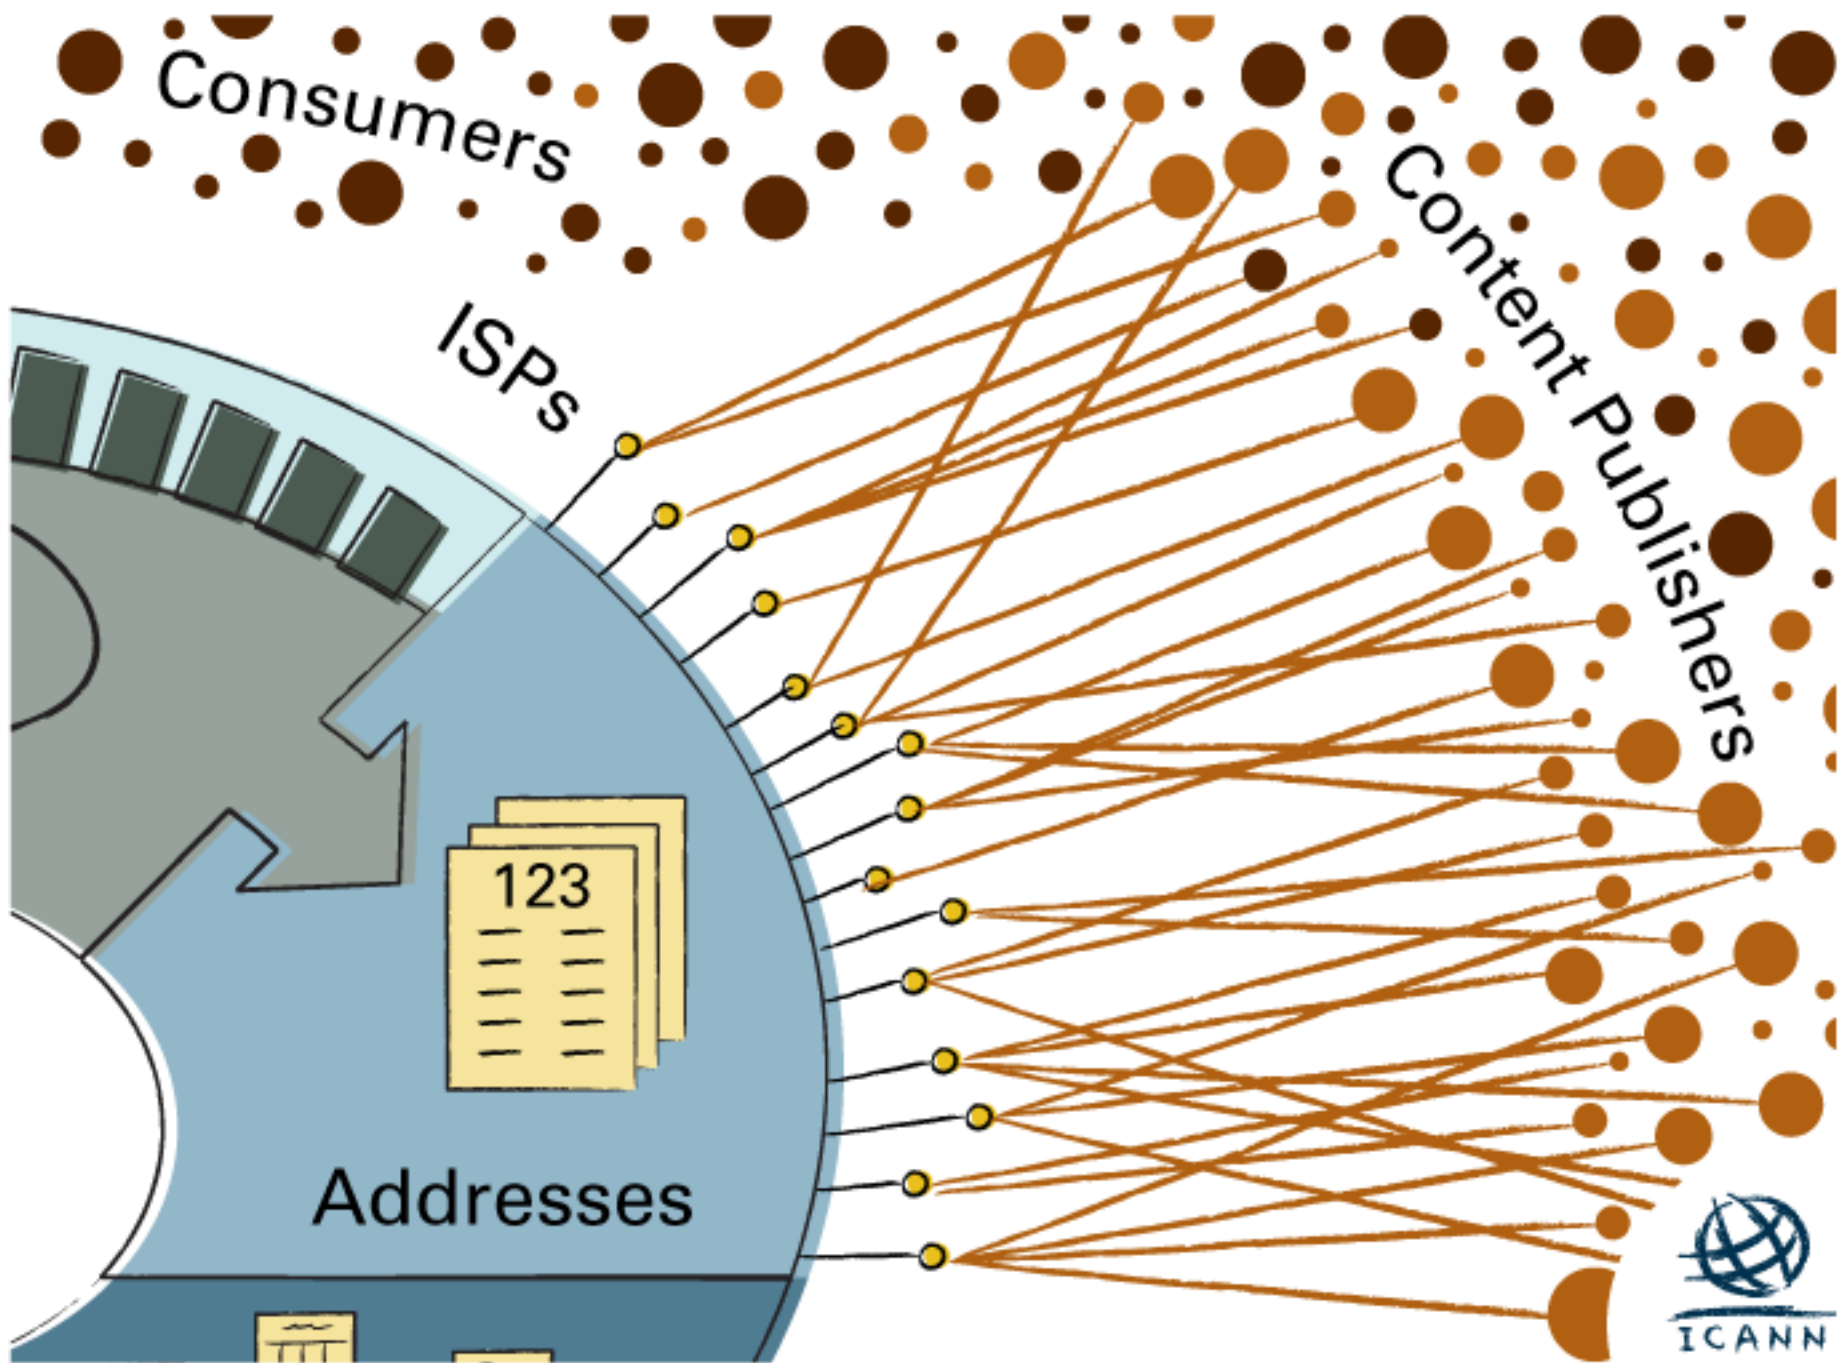 Consumers
Content Publishers
ISPs
123
Addresses
ICANN